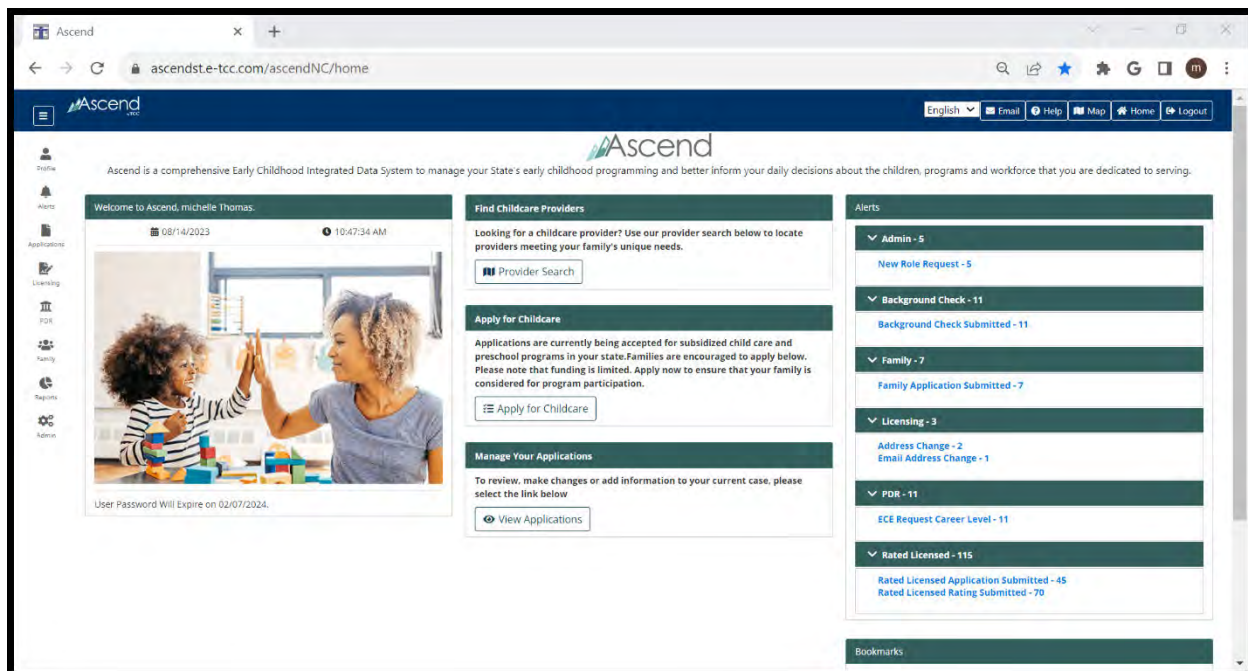 Ascend
ascendst.e-tcc.com/ascendNC/home
G
m
Ascend
English
Email
Help
Map
Home
Logout
Ascend
Ascend is a comprehensive Early Childhood Integrated Data System to manage your State's early childhood programming and better inform your daily decisions about the children, programs and workforce that you are dedicated to serving.
Profile
Alerts
Applications
Licensing
PDR
Family
Reports
Admin
Welcome to Ascend, michelle Thomas.
08/14/2023
10:47:34 AM
User Password Will Expire on 02/07/2024.
Find Childcare Providers
Looking for a childcare provider? Use our provider search below to locate
providers meeting your family's unique needs.
Provider Search
Apply for Childcare
Applications are currently being accepted for subsidized child care and
preschool programs in your state.Families are encouraged to apply below.
Please note that funding is limited. Apply now to ensure that your family is
considered for program participation.
Apply for Childcare
Manage Your Applications
To review, make changes or add information to your current case, please
select the link below
View Applications
Alerts
Admin - 5
New Role Request - 5
Background Check - 11
Background Check Submitted - 11
Family - 7
Family Application Submitted - 7
Licensing - 3
Address Change - 2
Email Address Change - 1
PDR - 11
ECE Request Career Level - 11
Rated Licensed - 115
Rated Licensed Application Submitted - 45
Rated Licensed Rating Submitted - 70
Bookmarks